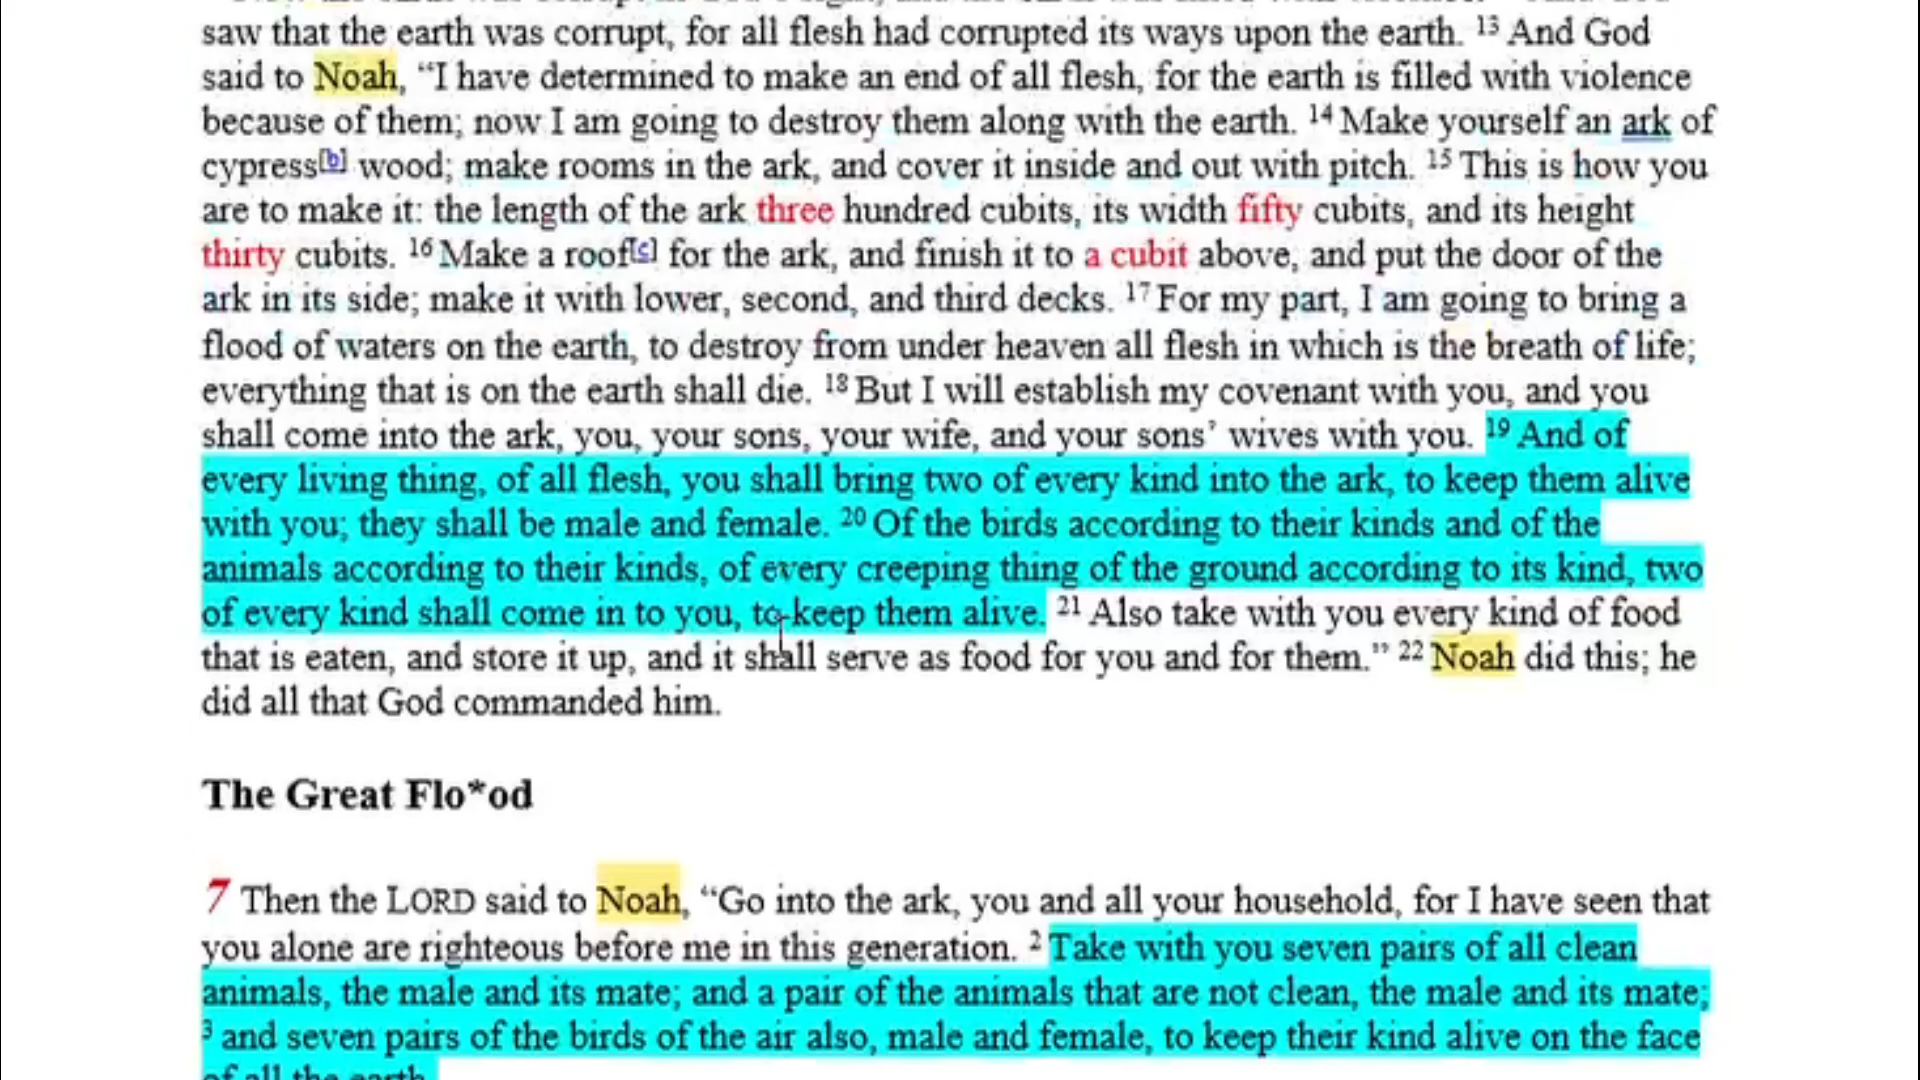 saw that the earth was corrupt, for all flesh had corrupted its ways upon the earth. 13 And God
said to Noah, “I have determined to make an end of all flesh, for the earth is filled with violence
because of them; now I am going to destroy them along with the earth. 14 Make yourself an ark of
cypress[b] wood; make rooms in the ark, and cover it inside and out with pitch. 15 This is how you
are to make it: the length of the ark three hundred cubits, its width fifty cubits, and its height
thirty cubits. 16 Make a roof[c] for the ark, and finish it to a cubit above, and put the door of the
ark in its side; make it with lower, second, and third decks. 17 For my part, I am going to bring a
flood of waters on the earth, to destroy from under heaven all flesh in which is the breath of life;
everything that is on the earth shall die. 18 But I will establish my covenant with you, and you
shall come into the ark, you, your sons, your wife, and your sons’ wives with you. 19 And of
every living thing, of all flesh, you shall bring two of every kind into the ark, to keep them alive
with you; they shall be male and female. 20 Of the birds according to their kinds and of the
animals according to their kinds, of every creeping thing of the ground according to its kind, two
of every kind shall come in to you, to keep them alive. 21 Also take with you every kind of food
that is eaten, and store it up, and it shall serve as food for you and for them.” 22 Noah did this; he
did all that God commanded him.
The Great Flo*od
7 Then the LORD said to Noah, “Go into the ark, you and all your household, for I have seen that
you alone are righteous before me in this generation. 2 Take with you seven pairs of all clean
animals, the male and its mate; and a pair of the animals that are not clean, the male and its mate;
3 and seven pairs of the birds of the air also, male and female, to keep their kind alive on the face
of all the earth.